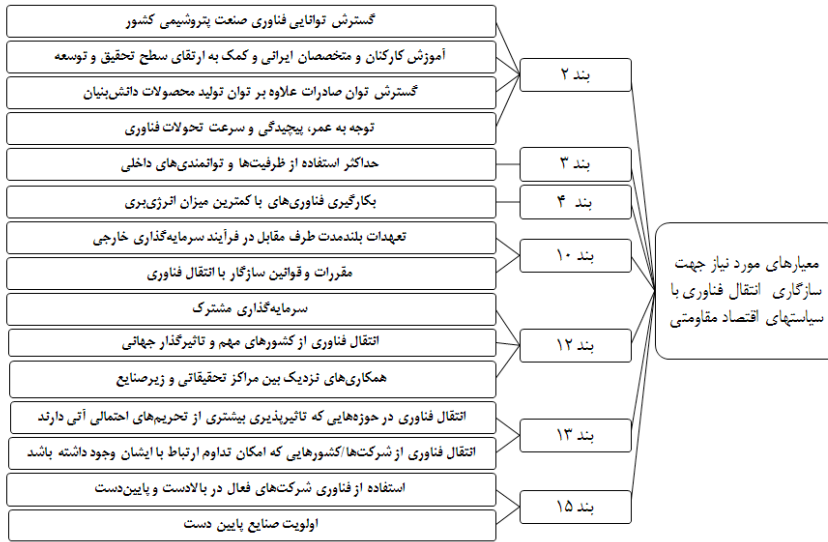 معیارهای مورد نیاز جهت
سازگاری انتقال فناوری با
سیاستهای اقتصاد مقاومتی
بند ۲
گسترش توانایی فناوری صنعت پتروشیمی کشور
آموزش کارکنان و متخصصان ایرانی و کمک به ارتقای سطح تحقیق و توسعه
گسترش توان صادرات علاوه بر توان تولید محصولات دانش‌بنیان
توجه به عمر، پیچیدگی و سرعت تحولات فناوری
بند ۳
حداکثر استفاده از ظرفیت‌ها و توانمندی‌های داخلی
بند ۴
بکارگیری فناوری‌های با کمترین میزان انرژی‌بری
بند ۱۰
تعهدات بلندمدت طرف مقابل در فرآیند سرمایه‌گذاری خارجی
مقررات و قوانین سازگار با انتقال فناوری
بند ۱۲
سرمایه‌گذاری مشترک
انتقال فناوری از کشورهای مهم و تاثیرگذار جهانی
همکاری‌های نزدیک بین مراکز تحقیقاتی و زیرصنایع
بند ۱۳
انتقال فناوری در حوزه‌هایی که تاثیرپذیری بیشتری از تحریم‌های احتمالی آتی دارند
انتقال فناوری از شرکت‌ها/کشورهایی که امکان تداوم ارتباط با ایشان وجود داشته باشد
بند ۱۵
استفاده از فناوری شرکت‌های فعال در بالادست و پایین‌دست
اولویت صنایع پایین دست